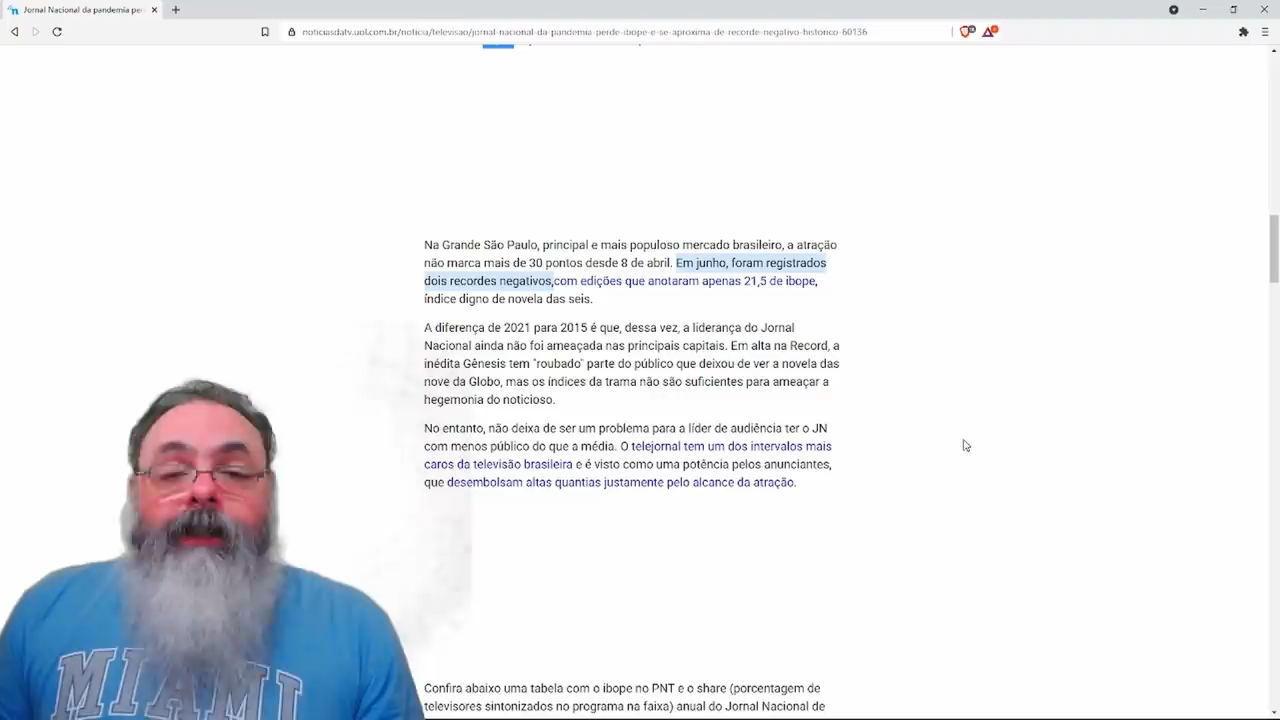 Jornal Nacional da pandemia per
noticiasdatv.uol.com.br/noticia/televisao/jornal-nacional-da-pandemia-perde-ibope-e-se-aproxima-de-recorde-negativo-historico-60136
Na Grande São Paulo, principal e mais populoso mercado brasileiro, a atração
não marca mais de 30 pontos desde 8 de abril. Em junho, foram registrados
dois recordes negativos,com edições que anotaram apenas 21,5 de ibope,
índice digno de novela das seis.
A diferença de 2021 para 2015 é que, dessa vez, a liderança do Jornal
Nacional ainda não foi ameaçada nas principais capitais. Em alta na Record, a
inédita Gênesis tem "roubado" parte do público que deixou de ver a novela das
nove da Globo, mas os índices da trama não são suficientes para ameaçar a
hegemonia do noticioso.
No entanto, não deixa de ser um problema para a líder de audiência ter o JN
com menos público do que a média. O telejornal tem um dos intervalos mais
caros da televisão brasileira e é visto como uma potência pelos anunciantes,
que desembolsam altas quantias justamente pelo alcance da atração.
MIAMI
Confira abaixo uma tabela com o ibope no PNT e o share (porcentagem de
televisores sintonizados no programa na faixa) anual do Jornal Nacional de